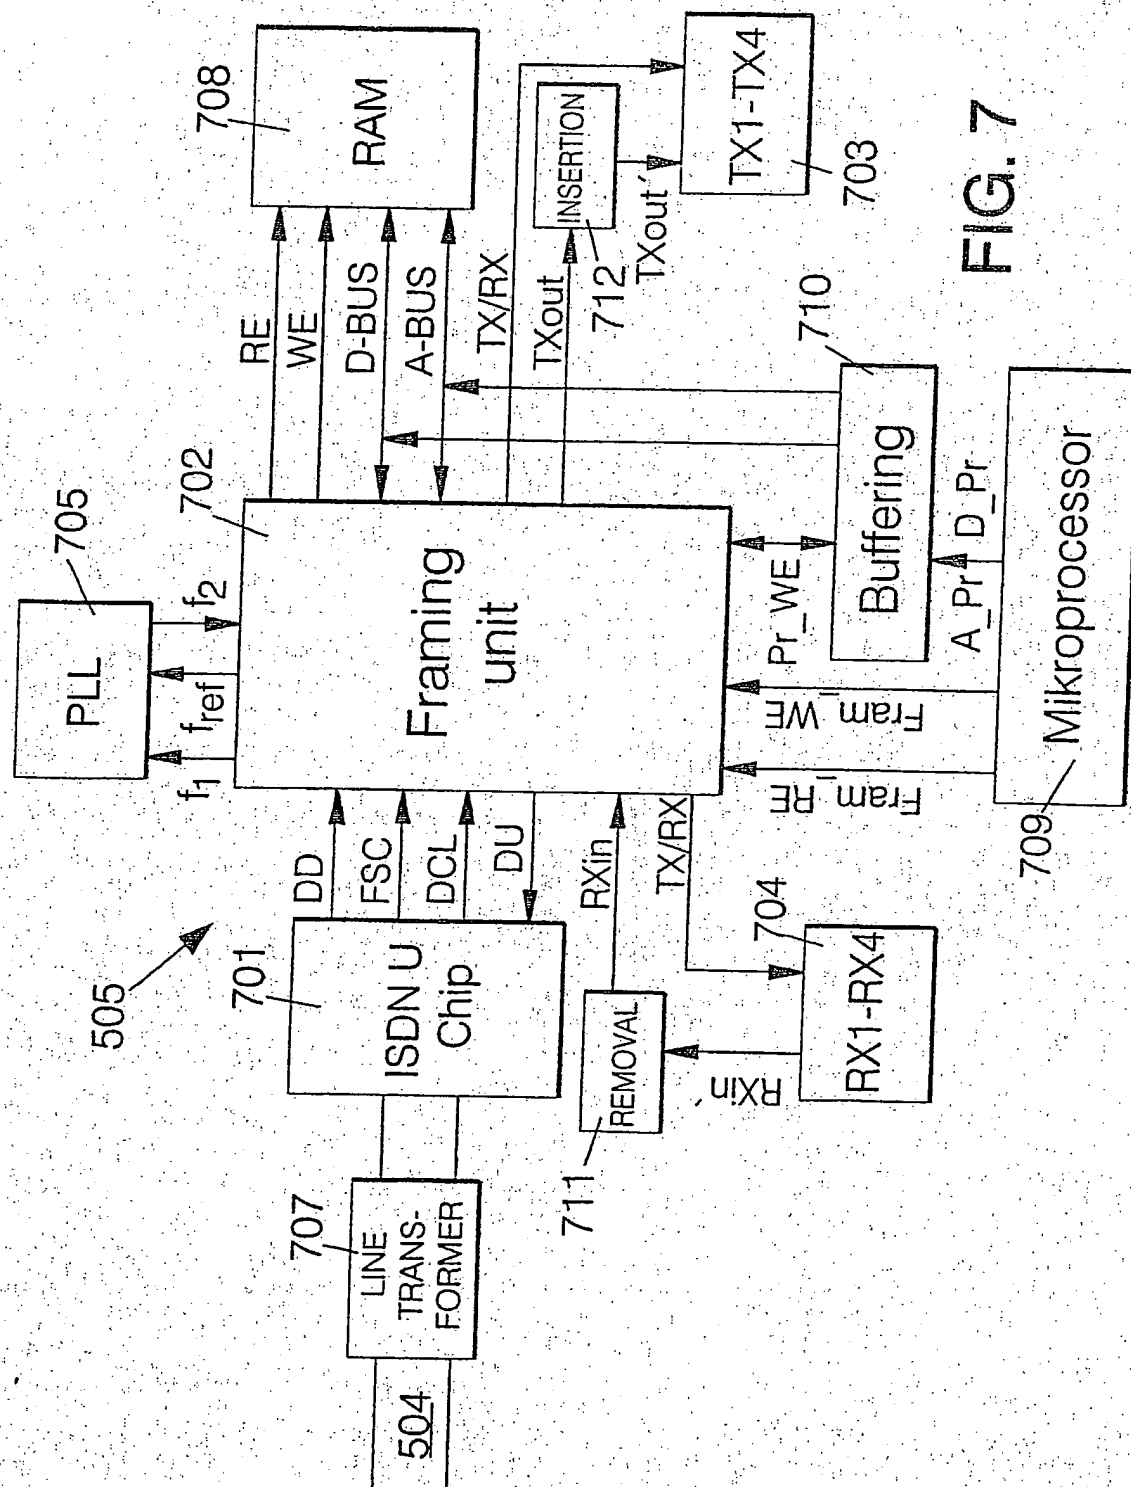 505
504
LINE
TRANS-
FORMER
707
ISDN U
Chip
701
DD
FSC
DCL
DU
RXin
TX/RX
REMOVAL
711
RXin´
RX1-RX4
704
PLL
705
f1
fref
f2
Framing
unit
702
RE
WE
D-BUS
A-BUS
TX/RX
TXout
RAM
708
INSERTION
712
TXout´
TX1-TX4
703
Pr_WE
Buffering
710
Fram_WE
Fram_RE
A_Pr
D_Pr
Mikroprocessor
709
FIG. 7